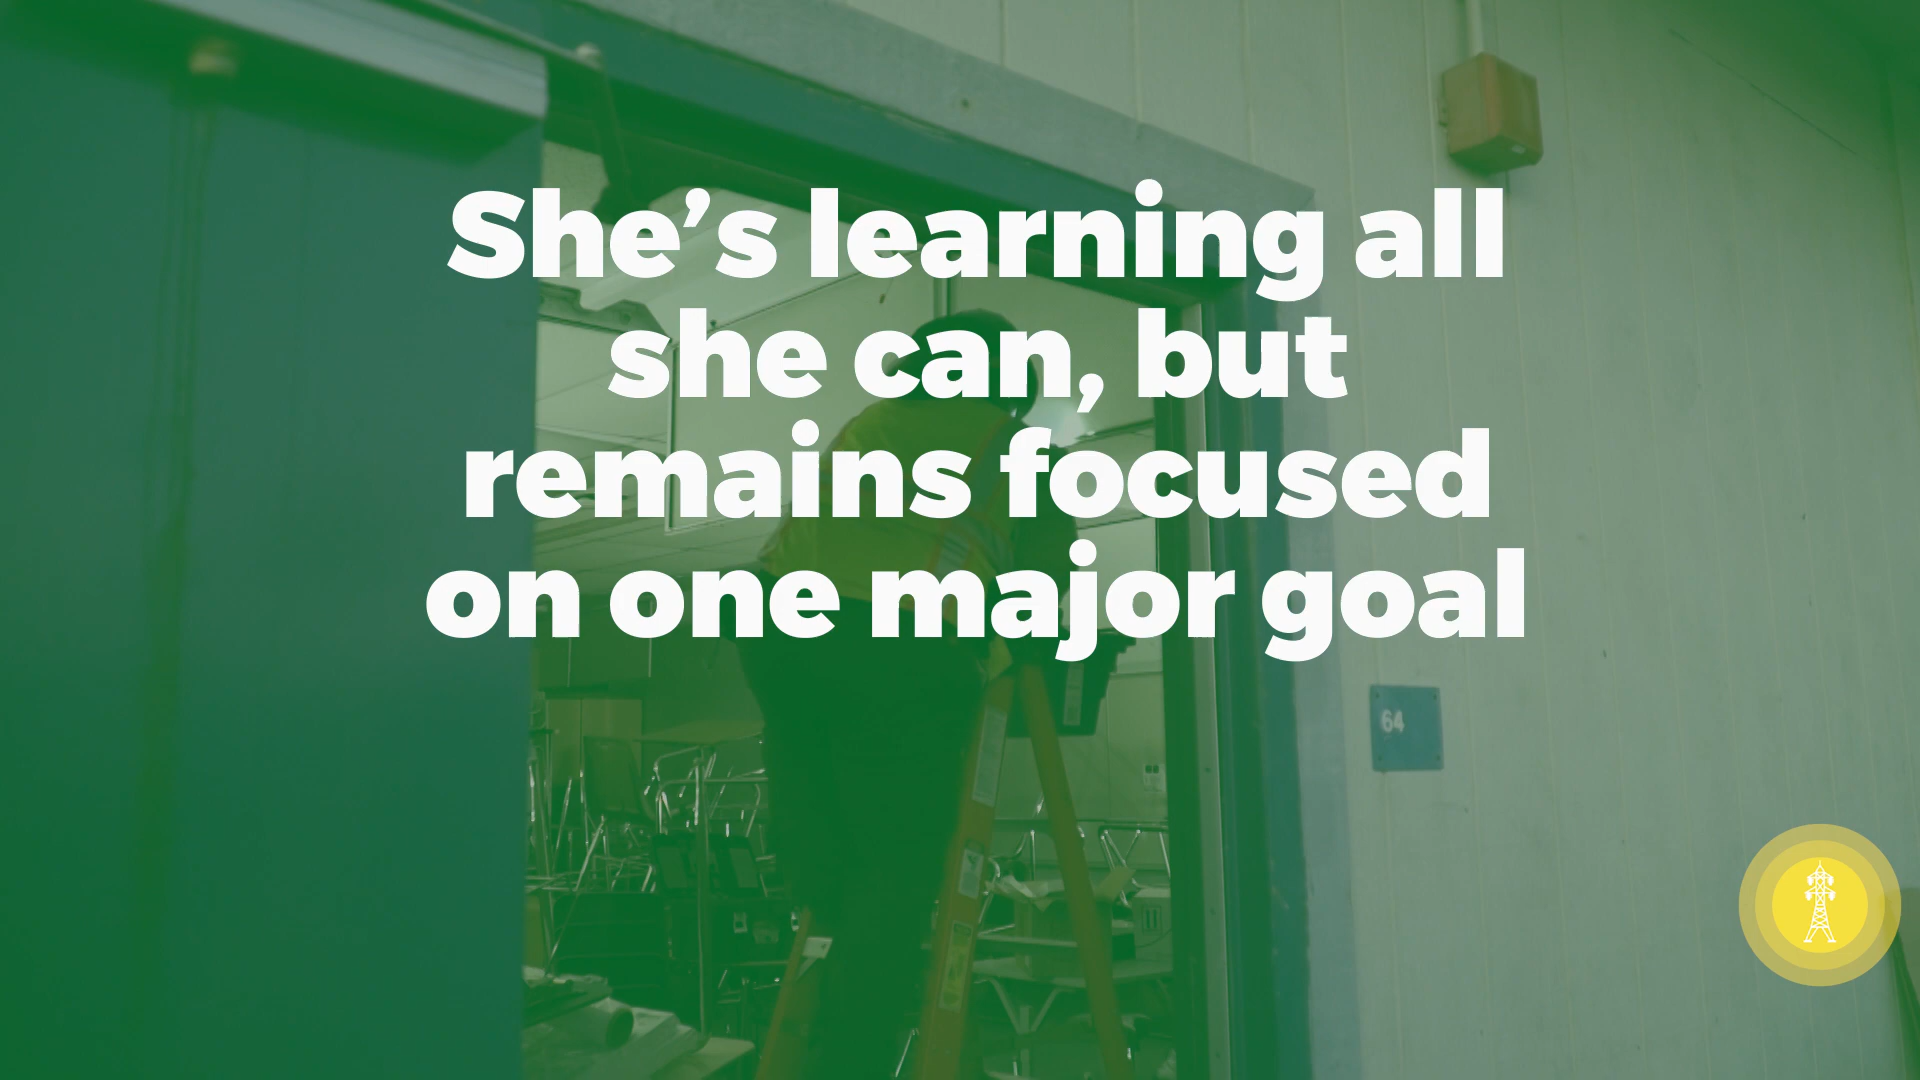 She’s learning all
she can, but
remains focused
on one major goal
64